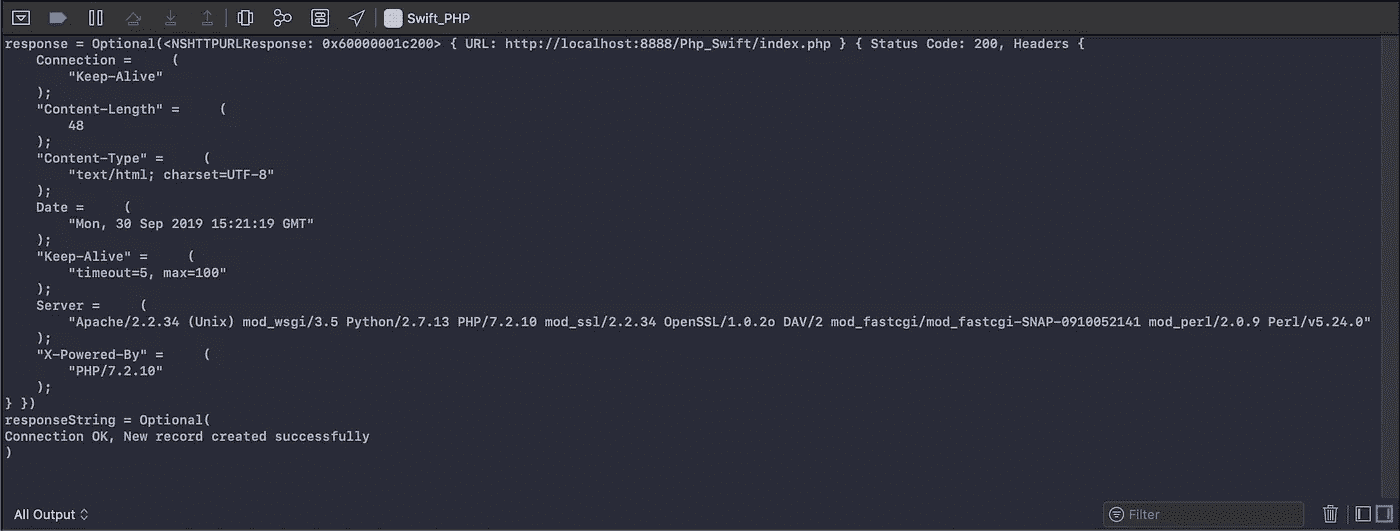 Swift_PHP
response = Optional(<NSHTTPURLResponse: 0x60000001c200> { URL: http://localhost:8888/Php_Swift/index.php } { Status Code: 200, Headers {
    Connection =     (
        "Keep-Alive"
    );
    "Content-Length" =     (
        48
    );
    "Content-Type" =     (
        "text/html; charset=UTF-8"
    );
    Date =     (
        "Mon, 30 Sep 2019 15:21:19 GMT"
    );
    "Keep-Alive" =     (
        "timeout=5, max=100"
    );
    Server =     (
        "Apache/2.2.34 (Unix) mod_wsgi/3.5 Python/2.7.13 PHP/7.2.10 mod_ssl/2.2.34 OpenSSL/1.0.2o DAV/2 mod_fastcgi/mod_fastcgi-SNAP-0910052141 mod_perl/2.0.9 Perl/v5.24.0"
    );
    "X-Powered-By" =     (
        "PHP/7.2.10"
    );
} })
responseString = Optional(
Connection OK, New record created successfully
)
All Output
Filter